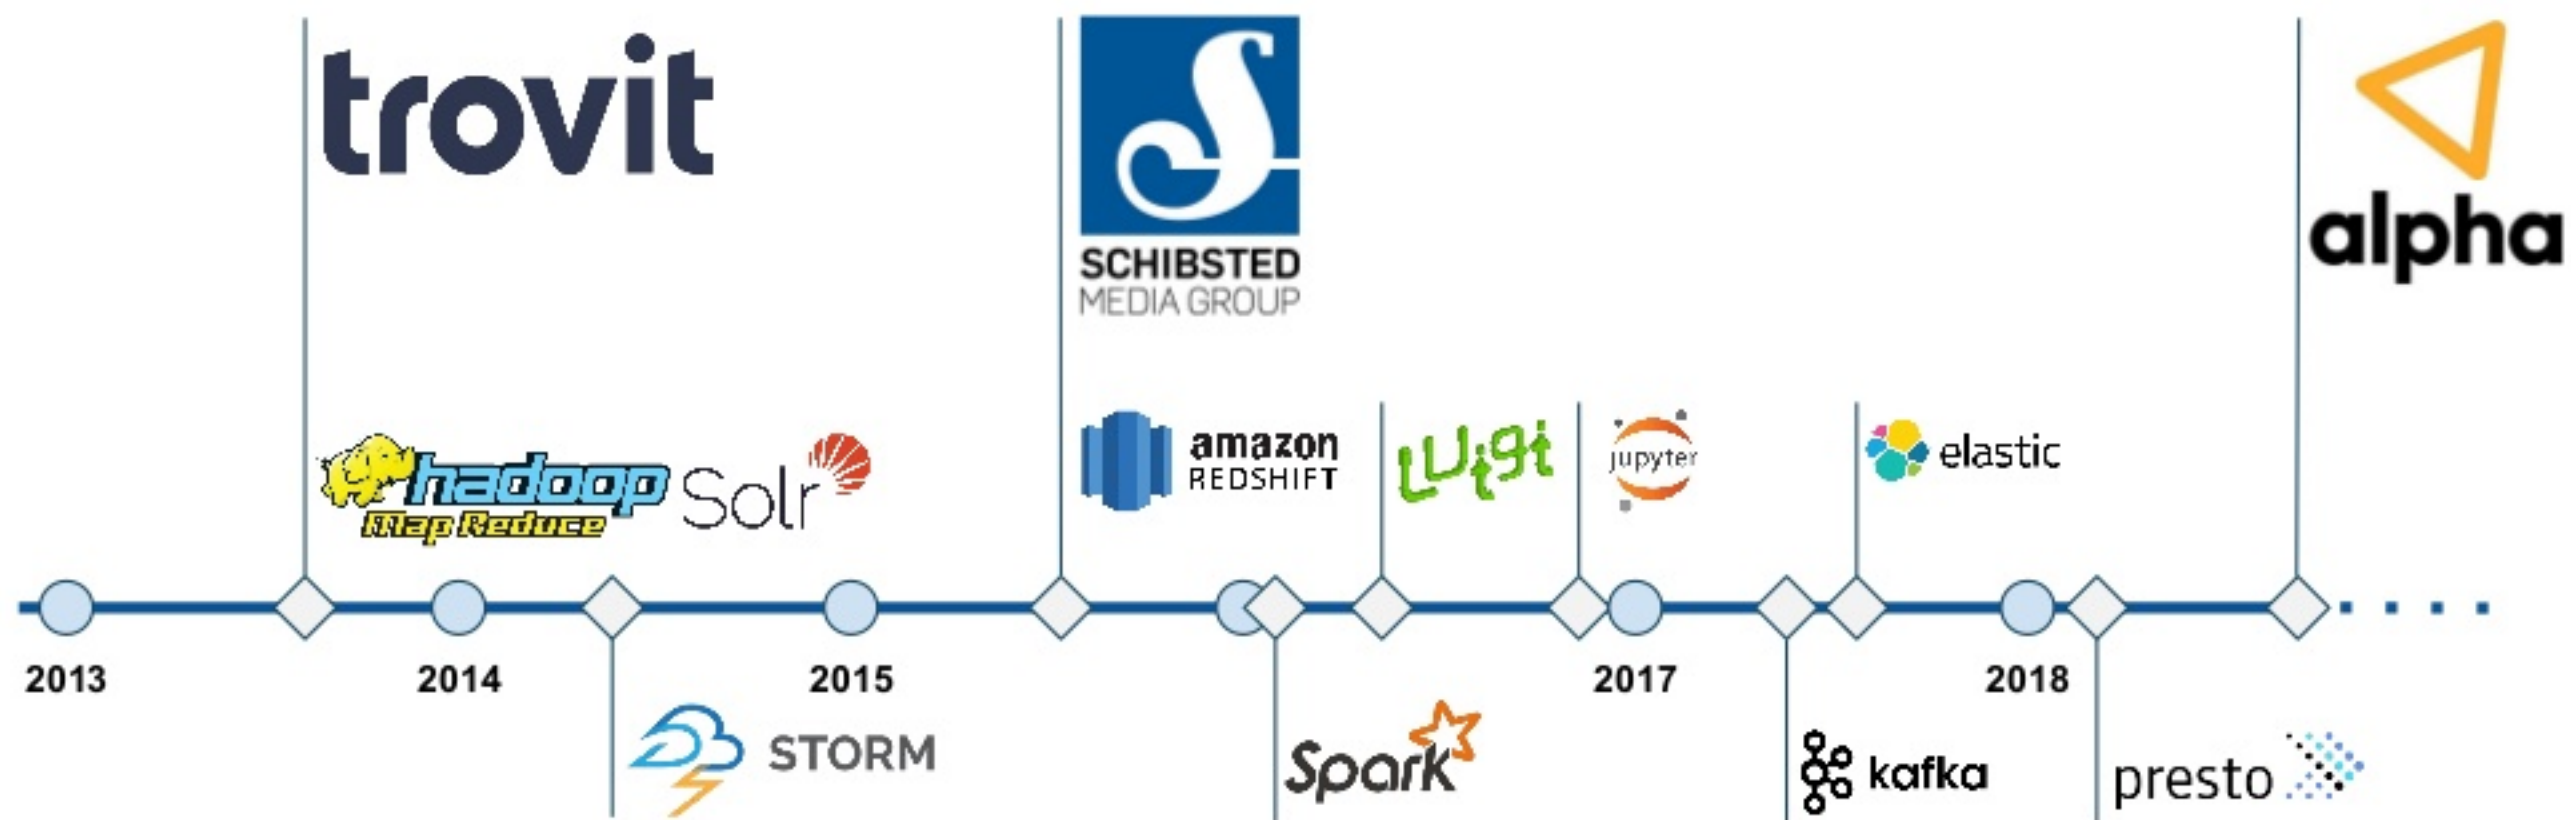 trovit
SCHIBSTED
MEDIA GROUP
alpha
hadoop
Map Reduce
Solr
amazon
REDSHIFT
Luigi
jupyter
elastic
2013
2014
2015
2017
2018
STORM
Spark
kafka
presto